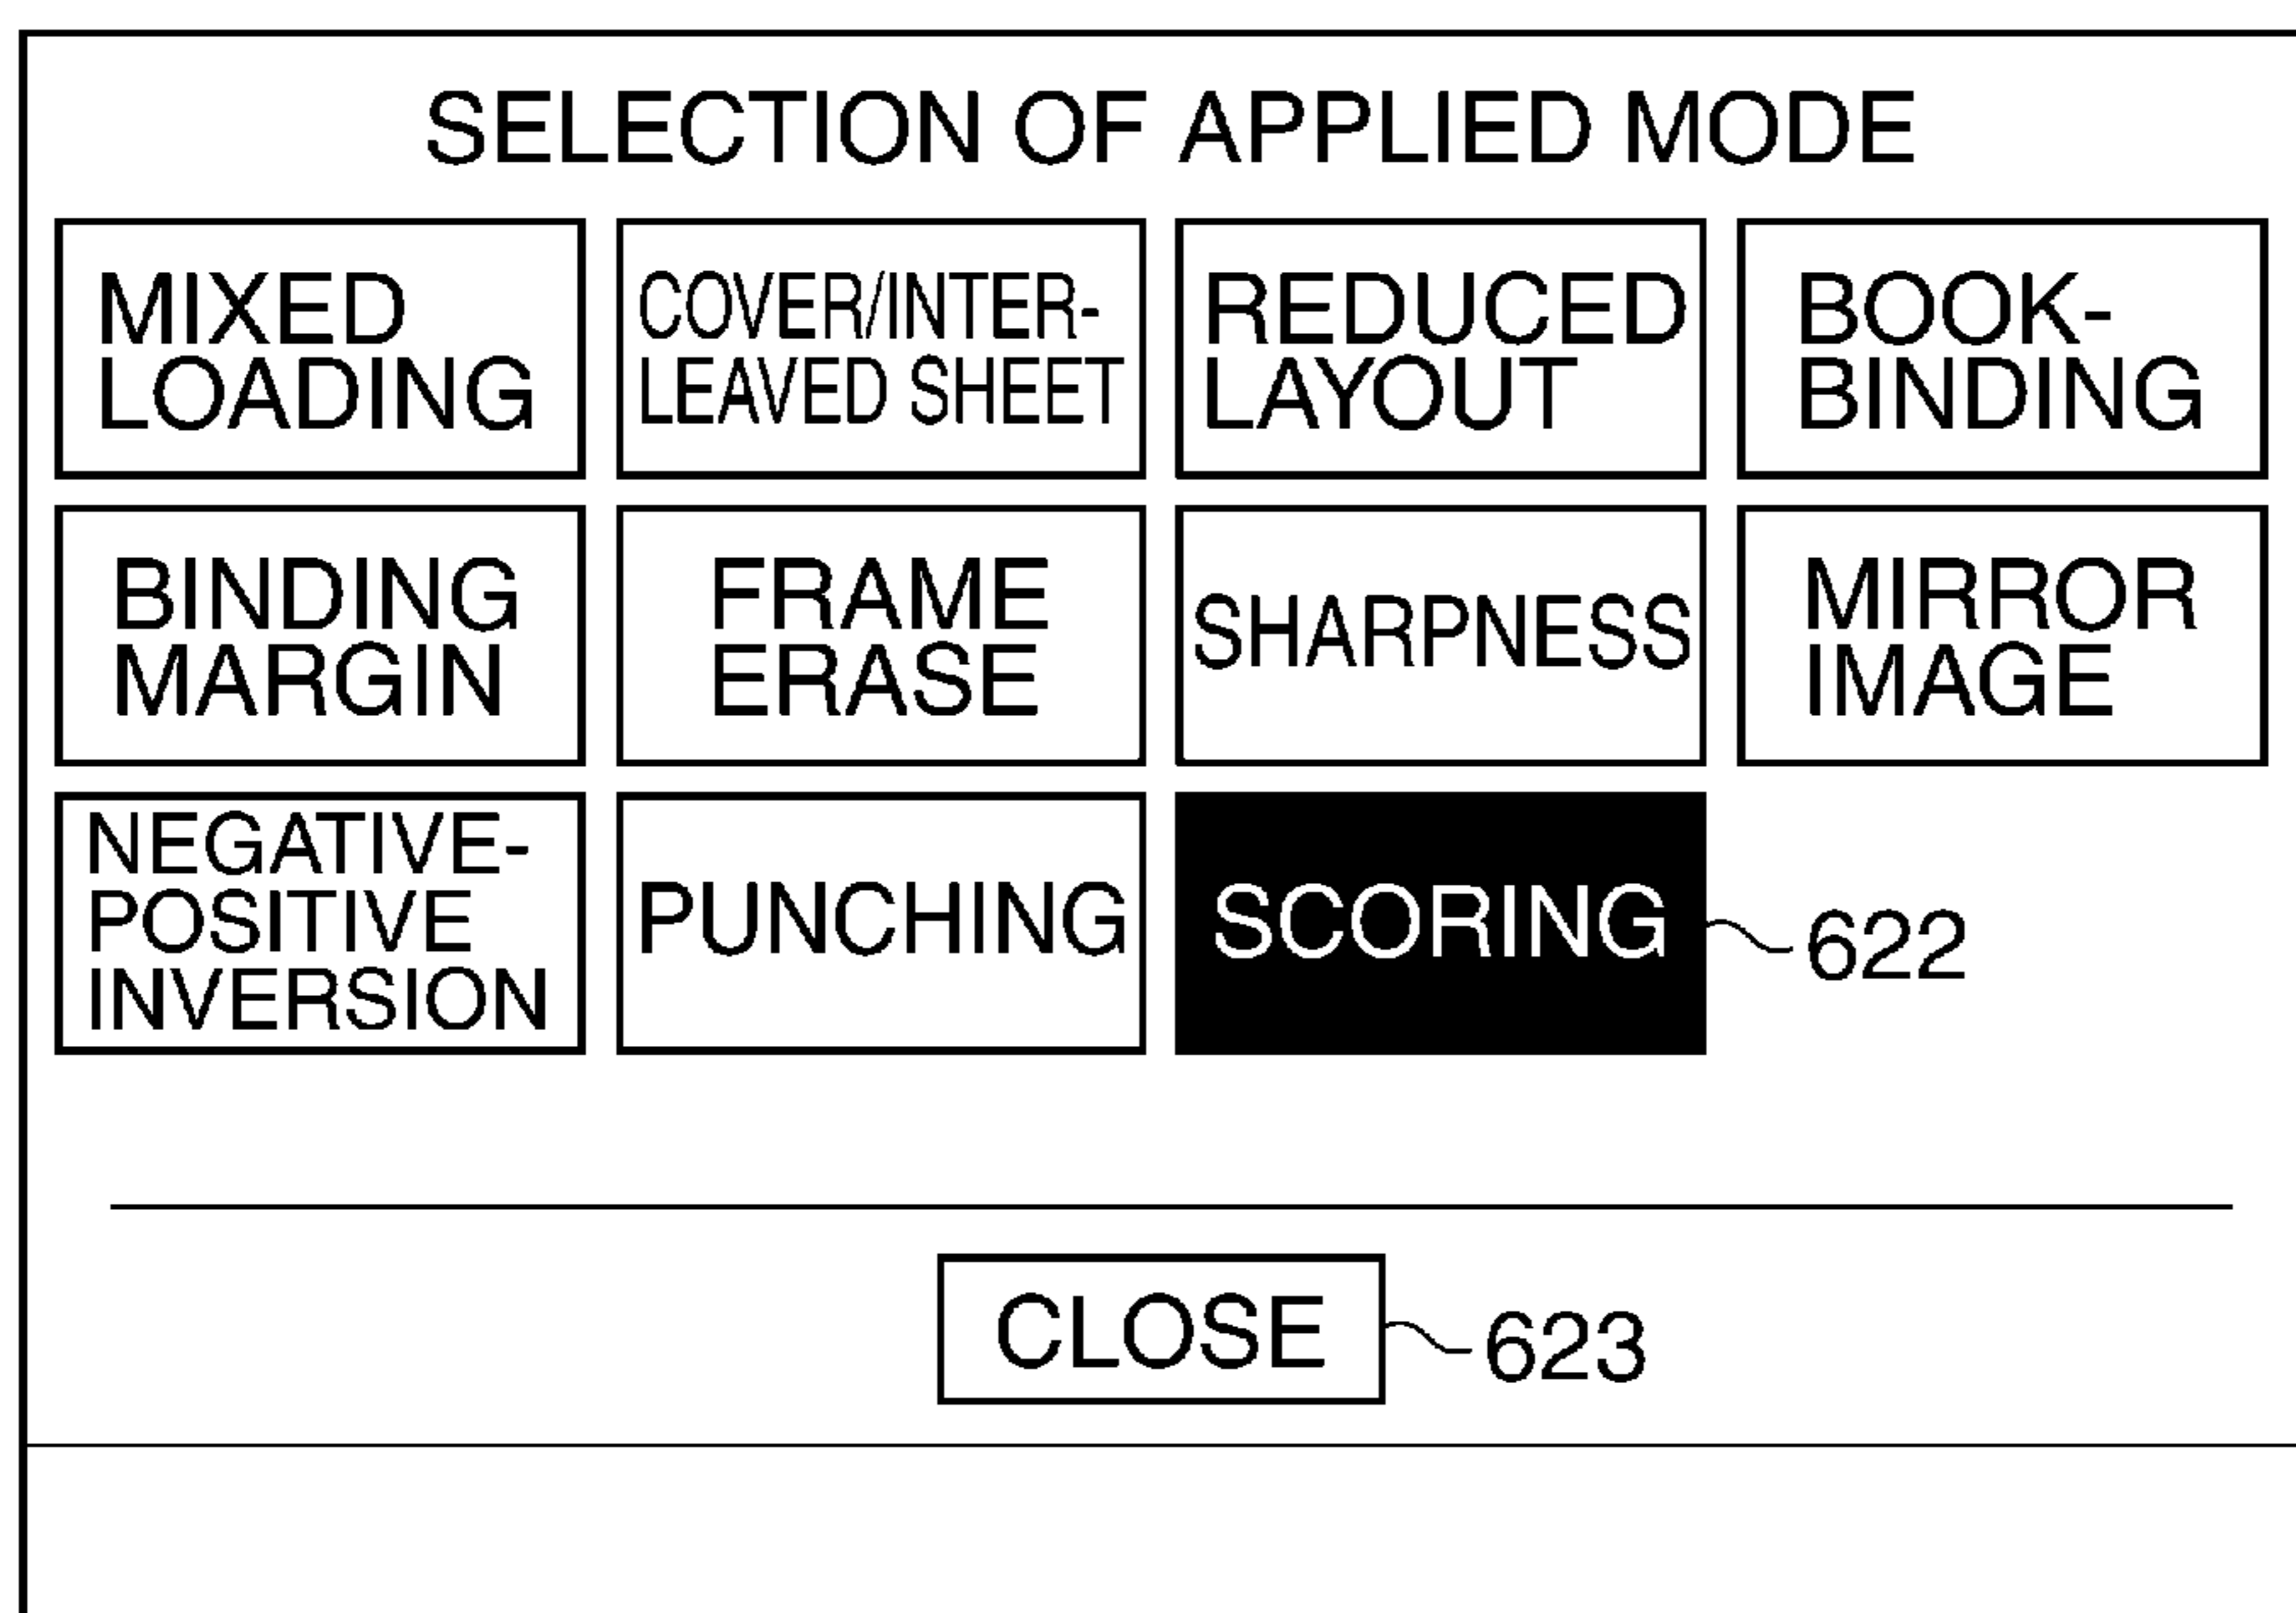 SELECTION OF APPLIED MODE
MIXED
LOADING
COVER/INTER-
LEAVED SHEET
REDUCED
LAYOUT
BOOK-
BINDING
BINDING
MARGIN
FRAME
ERASE
SHARPNESS
MIRROR
IMAGE
NEGATIVE-
POSITIVE
INVERSION
PUNCHING
SCORING
622
CLOSE
623